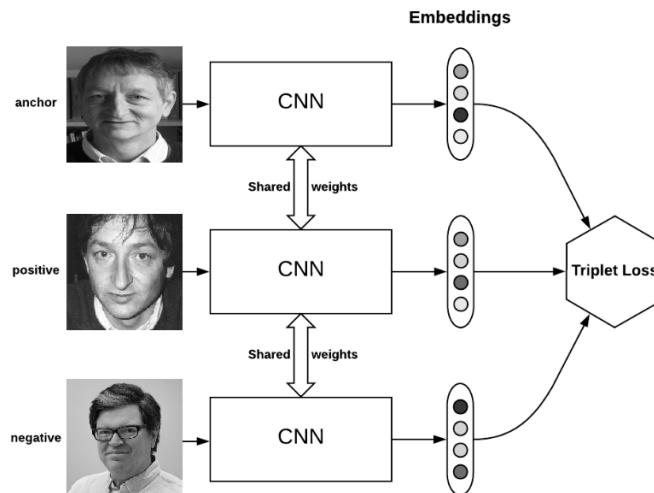 Embeddings
anchor
CNN
Shared weights
positive
CNN
Triplet Loss
Shared weights
negative
CNN